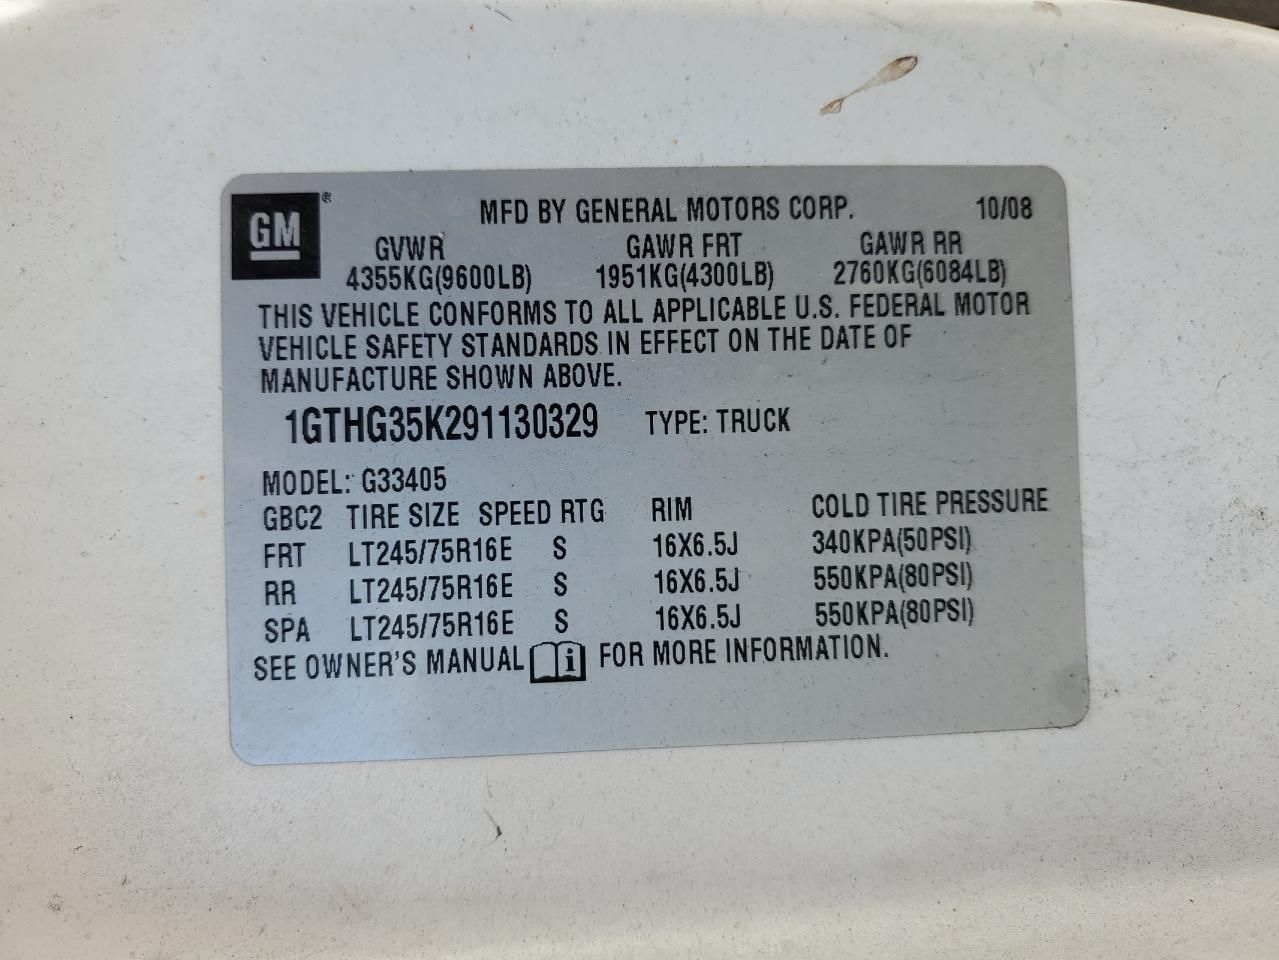 GM®
MFD BY GENERAL MOTORS CORP. 10/08
GVWR GAWR FRT GAWR RR
4355KG(9600LB) 1951KG(4300LB) 2760KG(6084LB)
THIS VEHICLE CONFORMS TO ALL APPLICABLE U.S. FEDERAL MOTOR
VEHICLE SAFETY STANDARDS IN EFFECT ON THE DATE OF
MANUFACTURE SHOWN ABOVE.
1GTHG35K291130329 TYPE: TRUCK
MODEL: G33405
GBC2 TIRE SIZE SPEED RTG RIM COLD TIRE PRESSURE
FRT LT245/75R16E S 16X6.5J 340KPA(50PSI)
RR LT245/75R16E S 16X6.5J 550KPA(80PSI)
SPA LT245/75R16E S 16X6.5J 550KPA(80PSI)
SEE OWNER'S MANUAL i FOR MORE INFORMATION.